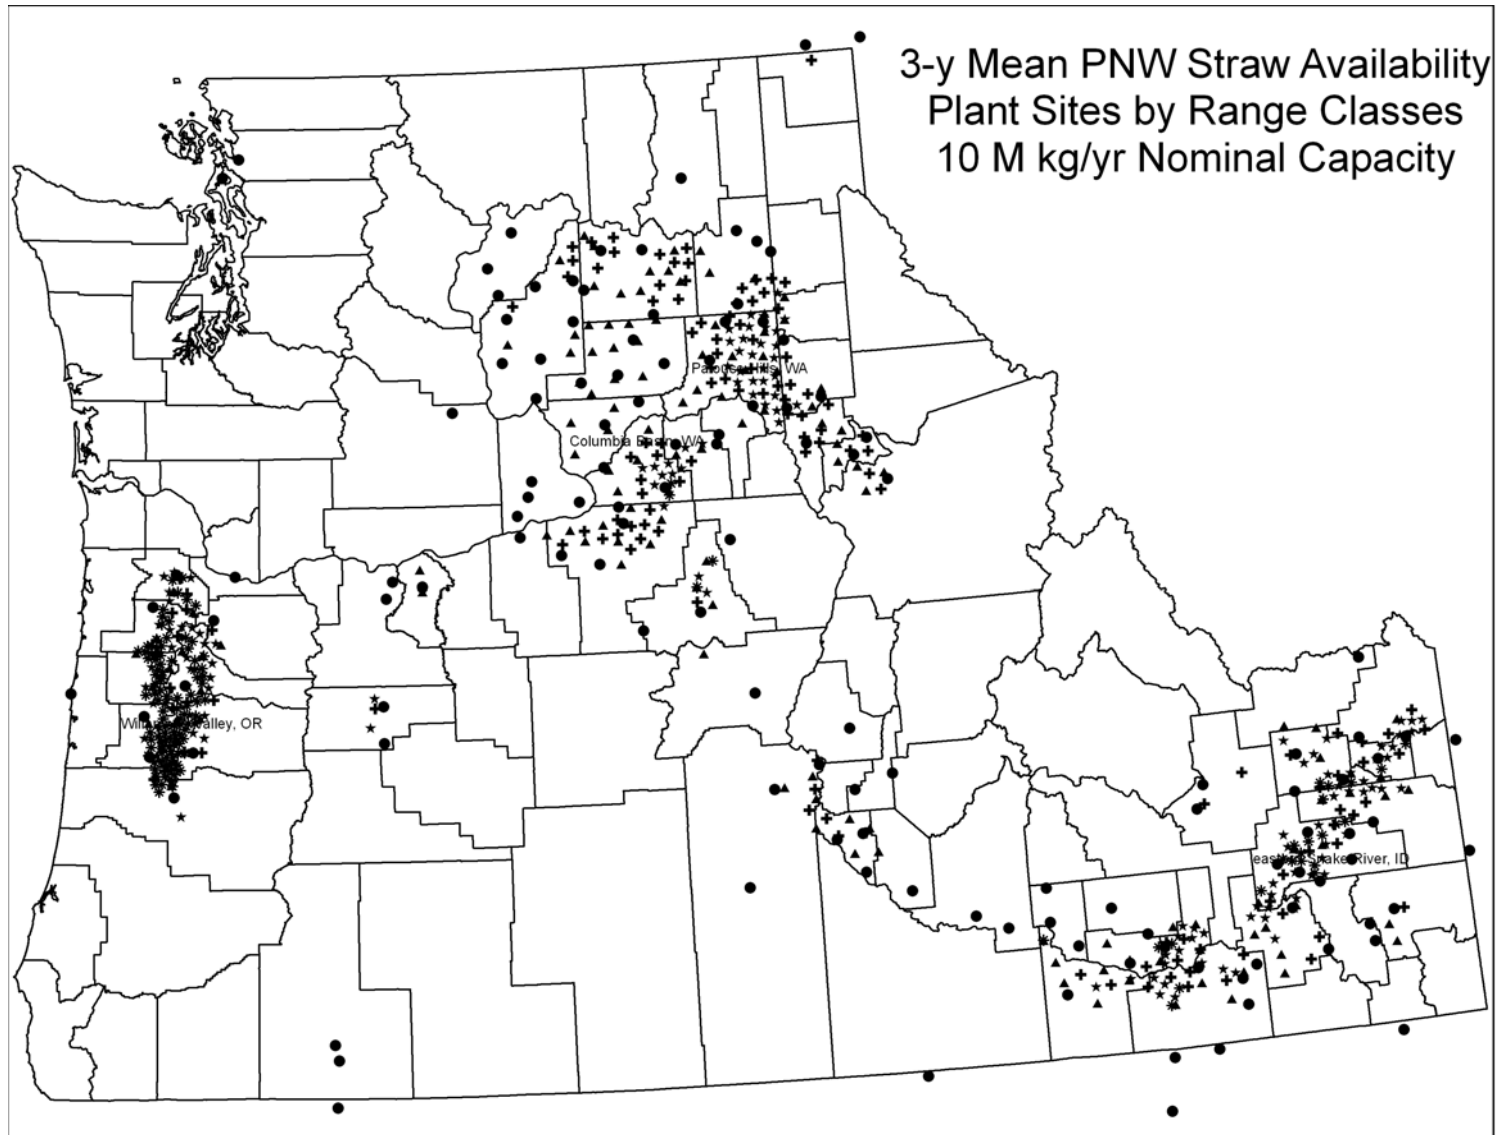 3-y Mean PNW Straw Availability
Plant Sites by Range Classes
10 M kg/yr Nominal Capacity
Palouse Hills, WA
Columbia Basin, WA
Valley, OR
Snake River, ID